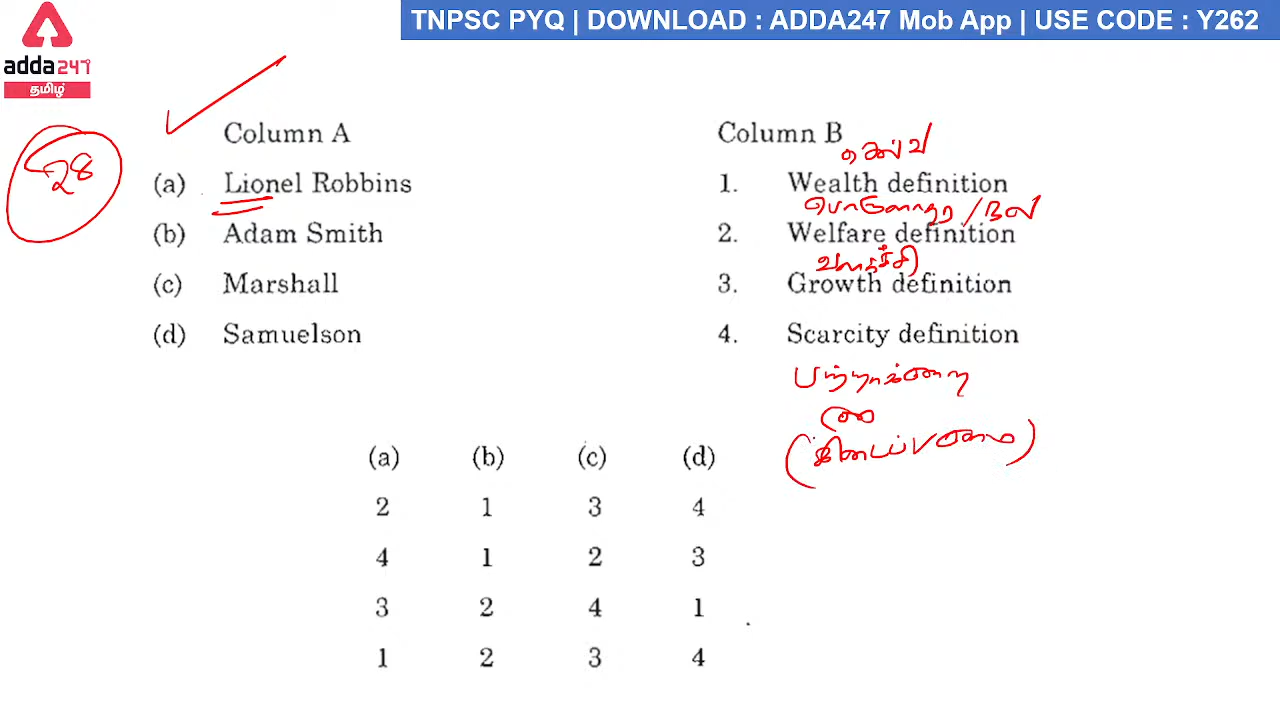 TNPSC PYQ | DOWNLOAD : ADDA247 Mob App | USE CODE : Y262
adda247
தமிழ்
28
Column A Column B
(a) Lionel Robbins 1. Wealth definition
(b) Adam Smith 2. Welfare definition
வளர்ச்சி
(c) Marshall 3. Growth definition
(d) Samuelson 4. Scarcity definition
(a) (b) (c) (d)
2 1 3 4
4 1 2 3
3 2 4 1
1 2 3 4